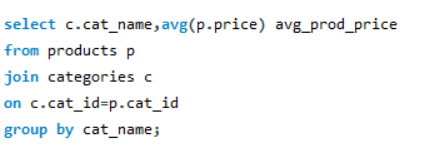 select c.cat_name,avg(p.price) avg_prod_price
from products p
join categories c
on c.cat_id=p.cat_id
group by cat_name;